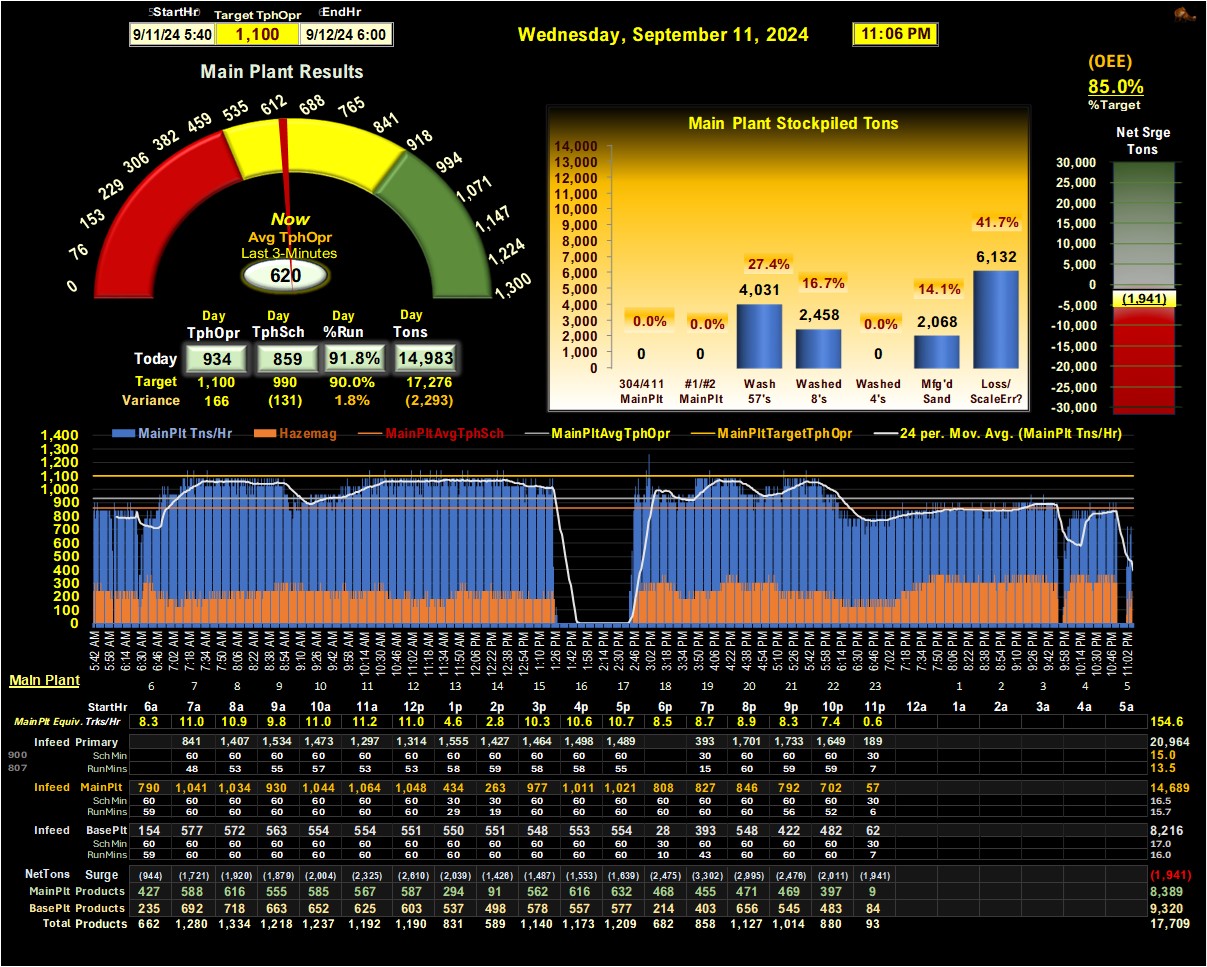 StartHr Target TphOpr EndHr
9/11/24 5:40 1,100 9/12/24 6:00
Wednesday, September 11, 2024 11:06 PM
(OEE)
85.0%
%Target
Main Plant Results
0 76 153 229 306 382 459 535 612 688 765 841 918 994 1,071 1,147 1,224 1,300
Now
Avg TphOpr
Last 3-Minutes
620
Day Day Day Day
TphOpr TphSch %Run Tons
Today 934 859 91.8% 14,983
Target 1,100 990 90.0% 17,276
Variance 166 (131) 1.8% (2,293)
Main Plant Stockpiled Tons
14,000
13,000
12,000
11,000
10,000
9,000
8,000
7,000
6,000
5,000
4,000
3,000
2,000
1,000
0
0.0% 0.0% 27.4% 16.7% 0.0% 14.1% 41.7%
0 0 4,031 2,458 0 2,068 6,132
304/411 #1/#2 Wash Washed Washed Mfg'd Loss/
MainPlt MainPlt 57's 8's 4's Sand ScaleErr?
Net Srge
Tons
30,000
25,000
20,000
15,000
10,000
5,000
0
-5,000
-10,000
-15,000
-20,000
-25,000
-30,000
(1,941)
MainPlt Tns/Hr Hazemag MainPltAvgTphSch MainPltAvgTphOpr MainPltTargetTphOpr 24 per. Mov. Avg. (MainPlt Tns/Hr)
1,400
1,300
1,200
1,100
1,000
900
800
700
600
500
400
300
200
100
0
5:42 AM 5:58 AM 6:14 AM 6:30 AM 6:46 AM 7:02 AM 7:18 AM 7:34 AM 7:50 AM 8:06 AM 8:22 AM 8:38 AM 8:54 AM 9:10 AM 9:26 AM 9:42 AM 9:58 AM 10:14 AM 10:30 AM 10:46 AM 11:02 AM 11:18 AM 11:34 AM 11:50 AM 12:06 PM 12:22 PM 12:38 PM 12:54 PM 1:10 PM 1:26 PM 1:42 PM 1:58 PM 2:14 PM 2:30 PM 2:46 PM 3:02 PM 3:18 PM 3:34 PM 3:50 PM 4:06 PM 4:22 PM 4:38 PM 4:54 PM 5:10 PM 5:26 PM 5:42 PM 5:58 PM 6:14 PM 6:30 PM 6:46 PM 7:02 PM 7:18 PM 7:34 PM 7:50 PM 8:06 PM 8:22 PM 8:38 PM 8:54 PM 9:10 PM 9:26 PM 9:42 PM 9:58 PM 10:14 PM 10:30 PM 10:46 PM 11:02 PM
Main Plant 6 7 8 9 10 11 12 13 14 15 16 17 18 19 20 21 22 23 1 2 3 4 5
StartHr 6a 7a 8a 9a 10a 11a 12p 1p 2p 3p 4p 5p 6p 7p 8p 9p 10p 11p 12a 1a 2a 3a 4a 5a
MainPlt Equiv. Trks/Hr 8.3 11.0 10.9 9.8 11.0 11.2 11.0 4.6 2.8 10.3 10.6 10.7 8.5 8.7 8.9 8.3 7.4 0.6 154.6
Infeed Primary 841 1,407 1,534 1,473 1,297 1,314 1,555 1,427 1,464 1,498 1,489 393 1,701 1,733 1,649 189 20,964
900 Sch Min 60 60 60 60 60 60 60 60 60 60 60 30 60 60 60 30 15.0
807 RunMins 48 53 55 57 53 53 58 59 58 58 55 15 60 59 59 7 13.5
Infeed MainPlt 790 1,041 1,034 930 1,044 1,064 1,048 434 263 977 1,011 1,021 808 827 846 792 702 57 14,689
Sch Min 60 60 60 60 60 60 60 30 30 60 60 60 60 60 60 60 60 30 16.5
RunMins 59 60 60 60 60 60 60 29 19 60 60 60 60 60 60 56 52 6 15.7
Infeed BasePlt 154 577 572 563 554 554 551 550 551 548 553 554 28 393 548 422 482 62 8,216
Sch Min 60 60 60 60 60 60 60 60 60 60 60 60 30 60 60 60 60 30 17.0
RunMins 59 60 60 60 60 60 60 60 60 60 60 60 10 43 60 60 60 7 16.0
NetTons Surge (944) (1,721) (1,920) (1,879) (2,004) (2,325) (2,610) (2,039) (1,426) (1,487) (1,553) (1,639) (2,475) (3,302) (2,995) (2,476) (2,011) (1,941) (1,941)
MainPlt Products 427 588 616 555 585 567 587 294 91 562 616 632 468 455 471 469 397 9 8,389
BasePlt Products 235 692 718 663 652 625 603 537 498 578 557 577 214 403 656 545 483 84 9,320
Total Products 662 1,280 1,334 1,218 1,237 1,192 1,190 831 589 1,140 1,173 1,209 682 858 1,127 1,014 880 93 17,709